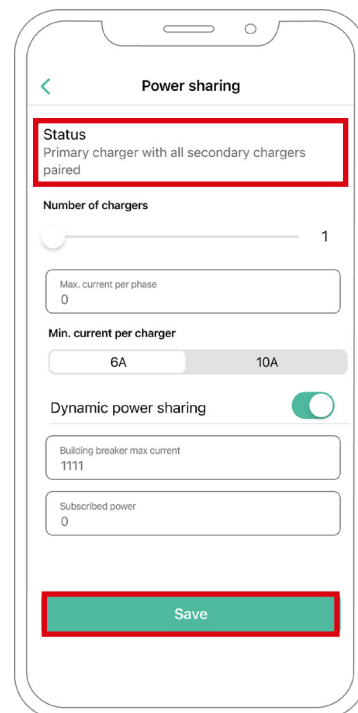 Power sharing
Status
Primary charger with all secondary chargers
paired
Number of chargers
1
Max. current per phase
0
Min. current per charger
6A 10A
Dynamic power sharing
Building breaker max current
1111
Subscribed power
0
Save